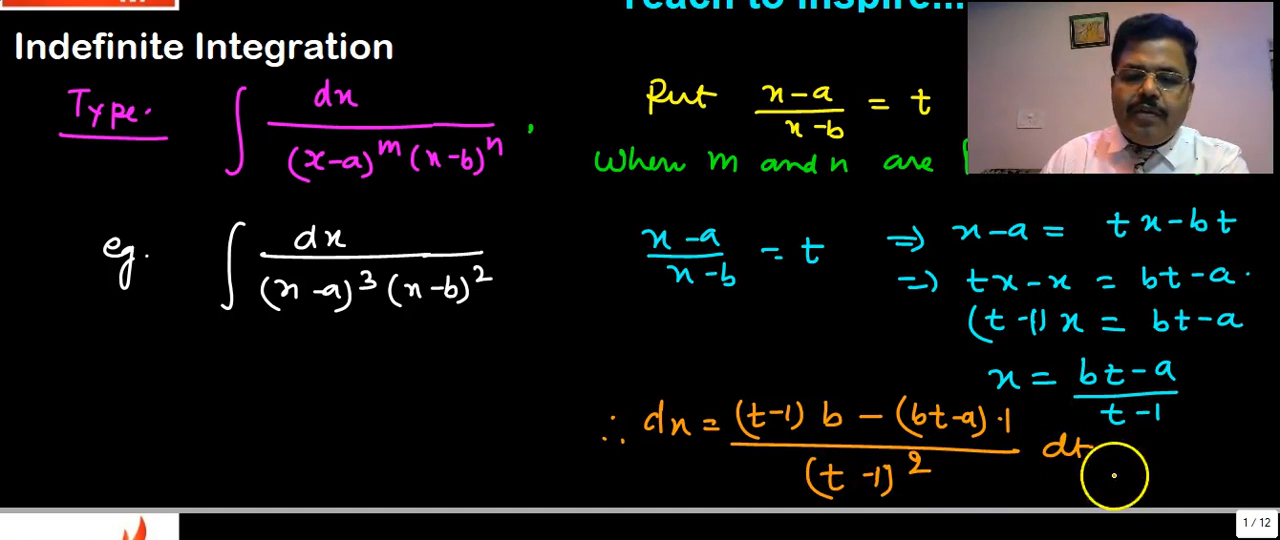 Teach to Inspire...
Indefinite Integration
Type. ∫ dx / (x-a)^m (x-b)^n ,
Put (x-a)/(x-b) = t
When m and n are
eg. ∫ dx / (x-a)^3 (x-b)^2
(x-a)/(x-b) = t ⇒ x-a = tx-bt
⇒ tx-x = bt-a.
(t-1)x = bt-a
x = (bt-a)/(t-1)
∴ dx = ((t-1) b - (bt-a).1)/(t-1)^2 dt
1 / 12